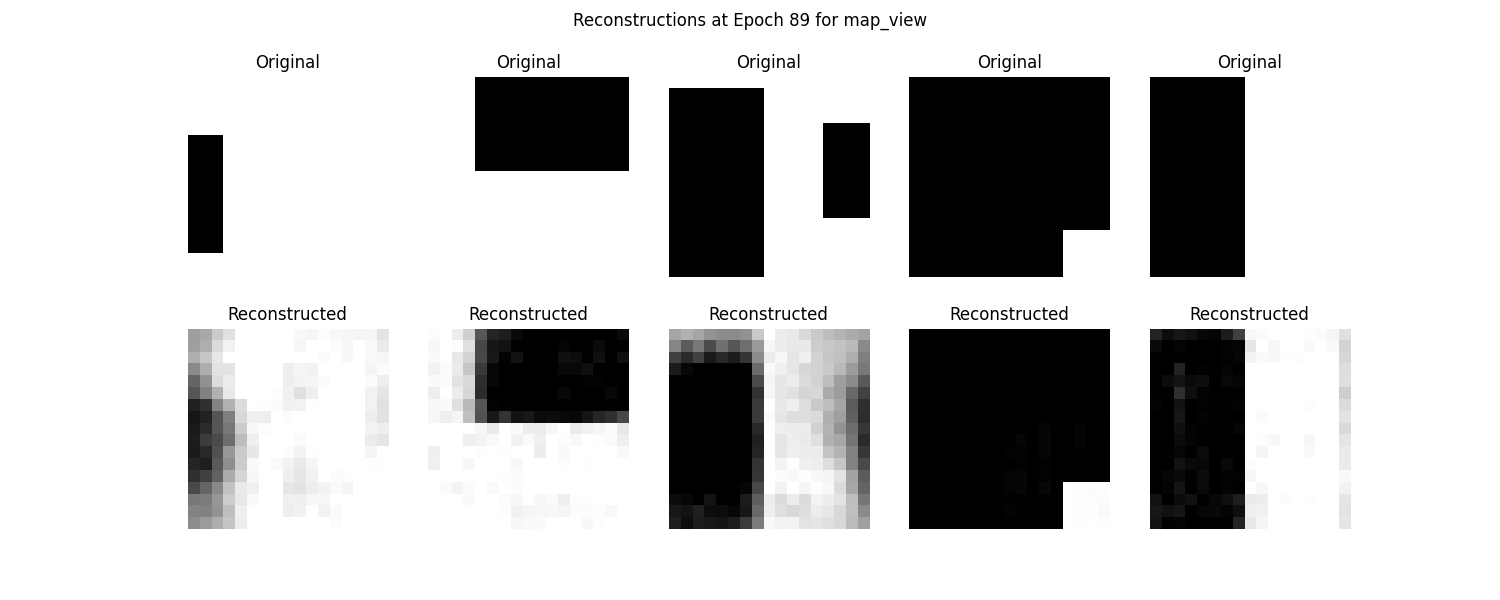 Reconstructions at Epoch 89 for map_view
Original Original Original Original Original
Reconstructed Reconstructed Reconstructed Reconstructed Reconstructed